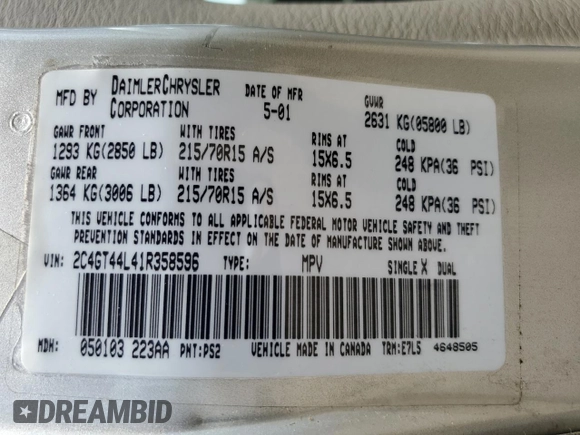 MFD BY DAIMLERCHRYSLER CORPORATION DATE OF MFR 5-01 GVWR 2631 KG(05800 LB)
GAWR FRONT WITH TIRES RIMS AT COLD
1293 KG(2850 LB) 215/70R15 A/S 15X6.5 248 KPA(36 PSI)
GAWR REAR WITH TIRES RIMS AT COLD
1364 KG(3006 LB) 215/70R15 A/S 15X6.5 248 KPA(36 PSI)
THIS VEHICLE CONFORMS TO ALL APPLICABLE FEDERAL MOTOR VEHICLE SAFETY AND THEFT
PREVENTION STANDARDS IN EFFECT ON THE DATE OF MANUFACTURE SHOWN ABOVE.
VIN: 2C4GT44L41R358596 TYPE: MPV SINGLE X DUAL
MDH: 050103 223AA PNT:PS2 VEHICLE MADE IN CANADA TRM:E7LS 4648505
DREAMBID